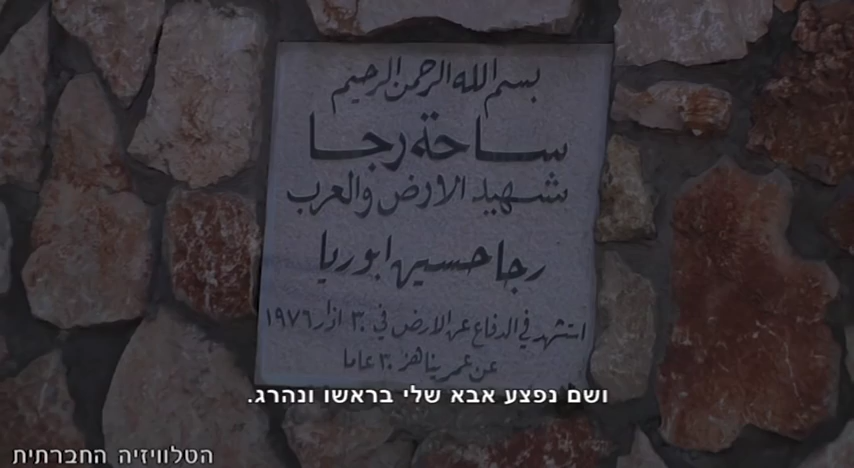 بسم الله الرحمن الرحيم
ساحة رجا
شهيد الارض والعرب
رجا حسين ابو ريا
استشهد في الدفاع عن الارض في ٣٠ اذار ١٩٧٦
عن عمر يناهز ٣٠ عاما
ושם נפצע אבא שלי בראשו ונהרג.
הטלוויזיה החברתית